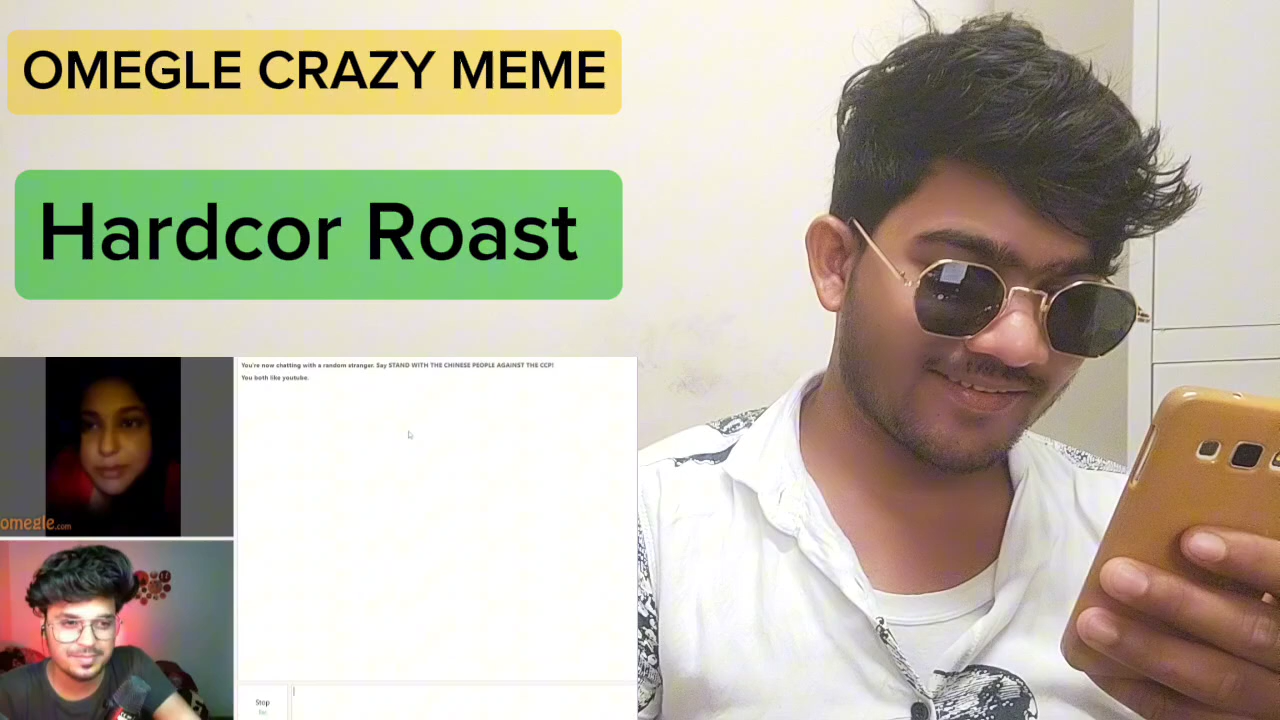 OMEGLE CRAZY MEME
Hardcor Roast
You're now chatting with a random stranger. Say STAND WITH THE CHINESE PEOPLE AGAINST THE CCP!
You both like youtube.
omegle.com
Stop